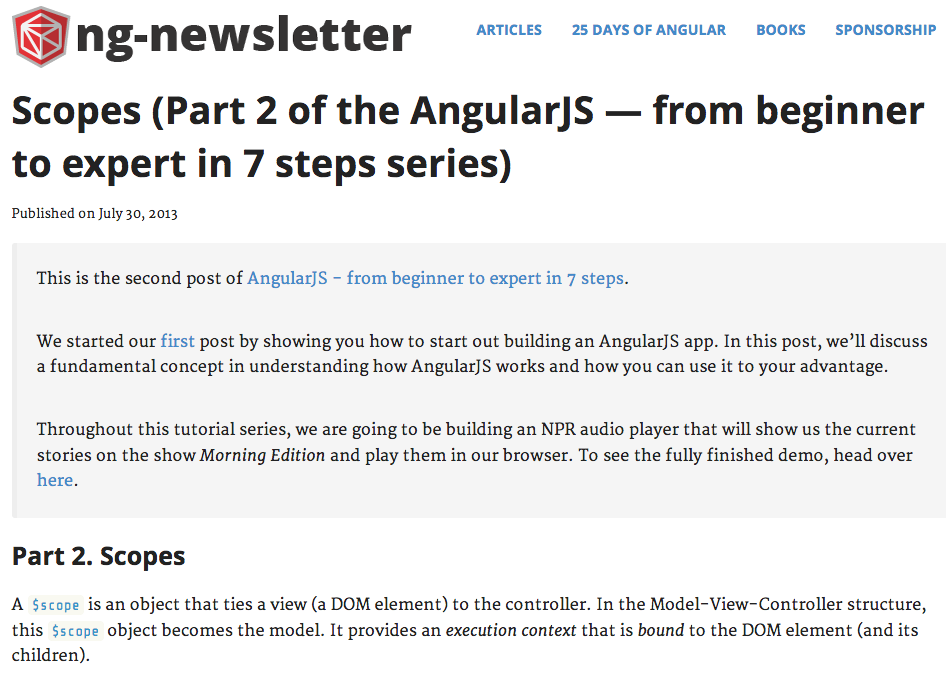 ng-newsletter
ARTICLES 25 DAYS OF ANGULAR BOOKS SPONSORSHIP
Scopes (Part 2 of the AngularJS — from beginner
to expert in 7 steps series)
Published on July 30, 2013
This is the second post of AngularJS – from beginner to expert in 7 steps.
We started our first post by showing you how to start out building an AngularJS app. In this post, we’ll discuss
a fundamental concept in understanding how AngularJS works and how you can use it to your advantage.
Throughout this tutorial series, we are going to be building an NPR audio player that will show us the current
stories on the show Morning Edition and play them in our browser. To see the fully finished demo, head over
here.
Part 2. Scopes
A $scope is an object that ties a view (a DOM element) to the controller. In the Model-View-Controller structure,
this $scope object becomes the model. It provides an execution context that is bound to the DOM element (and its
children).